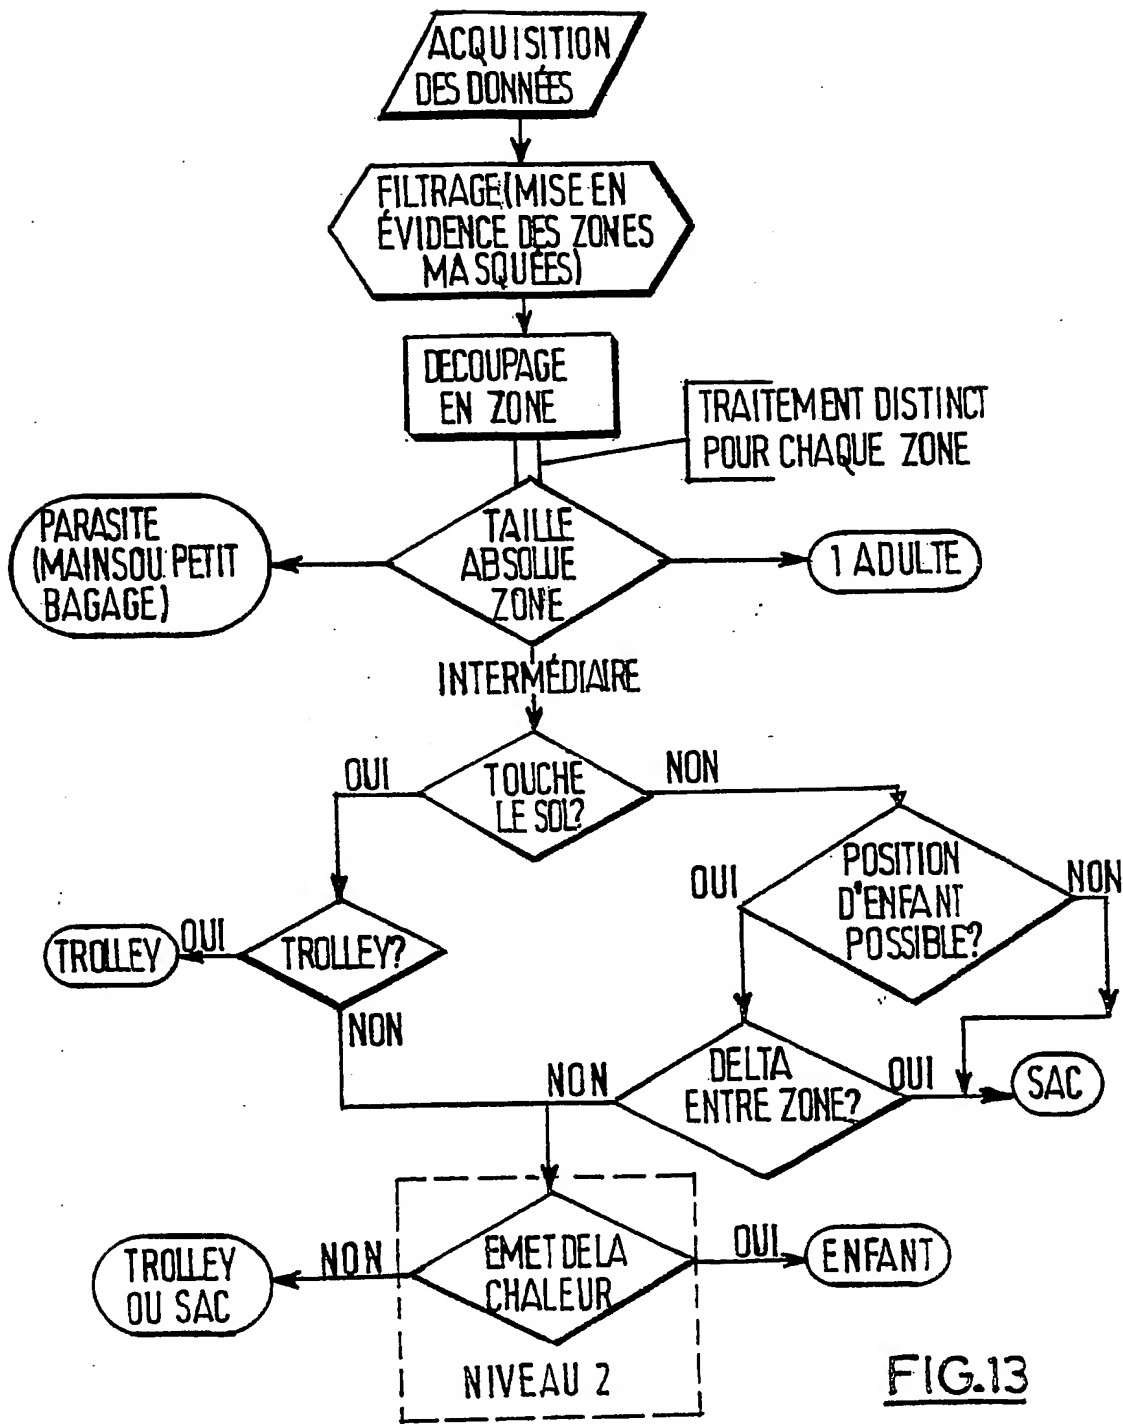 ACQUISITION
DES DONNÉES
FILTRAGE (MISE EN
ÉVIDENCE DES ZONES
MASQUÉES)
DECOUPAGE
EN ZONE
TRAITEMENT DISTINCT
POUR CHAQUE ZONE
PARASITE
(MAINS OU PETIT
BAGAGE)
TAILLE
ABSOLUE
ZONE
1 ADULTE
INTERMÉDIAIRE
OUI
TOUCHE
LE SOL?
NON
POSITION
D'ENFANT
POSSIBLE?
OUI
NON
TROLLEY
OUI
TROLLEY?
NON
NON
DELTA
ENTRE ZONE?
OUI
SAC
TROLLEY
OU SAC
NON
EMET DE LA
CHALEUR
OUI
ENFANT
NIVEAU 2
FIG.13